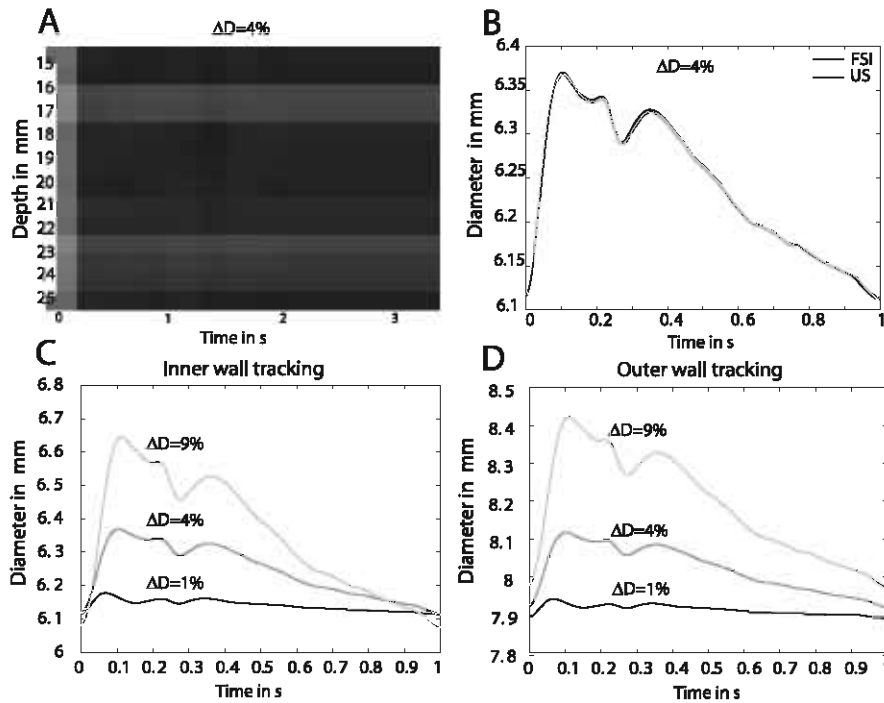 A
ΔD=4%
Depth in mm
15
16
17
18
19
20
21
22
23
24
25
0
1
2
3
Time in s
B
ΔD=4%
FSI
US
Diameter in mm
6.4
6.35
6.3
6.25
6.2
6.15
6.1
0
0.2
0.4
0.6
0.8
1
Time in s
C
Inner wall tracking
Diameter in mm
6.8
6.7
6.6
6.5
6.4
6.3
6.2
6.1
6
ΔD=9%
ΔD=4%
ΔD=1%
0
0.1
0.2
0.3
0.4
0.5
0.6
0.7
0.8
0.9
1
Time in s
D
Outer wall tracking
Diameter in mm
8.5
8.4
8.3
8.2
8.1
8
7.9
7.8
ΔD=9%
ΔD=4%
ΔD=1%
0
0.1
0.2
0.3
0.4
0.5
0.6
0.7
0.8
0.9
1
Time in s